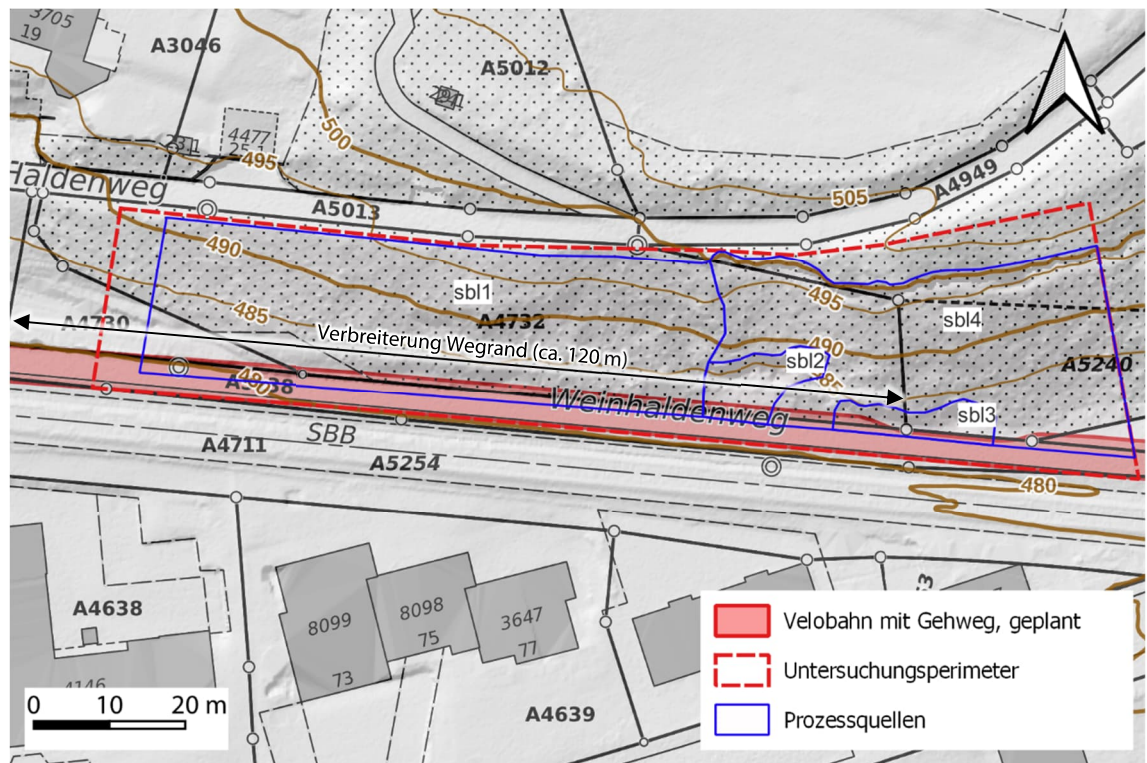 3705
19
A3046
A5012
4477
500
495
Haldenweg
A5013
505
A4949
490
sbl1
495
sbl4
485
A4732
A4730
Verbreiterung Wegrand (ca. 120 m)
490
sbl2
A5240
Weinhaldenweg
sbl3
SBB
A4711
A5254
480
A4638
8099
8098
3647
75
77
73
4146
A4639
Velobahn mit Gehweg, geplant
Untersuchungsperimeter
Prozessquellen
0 10 20 m